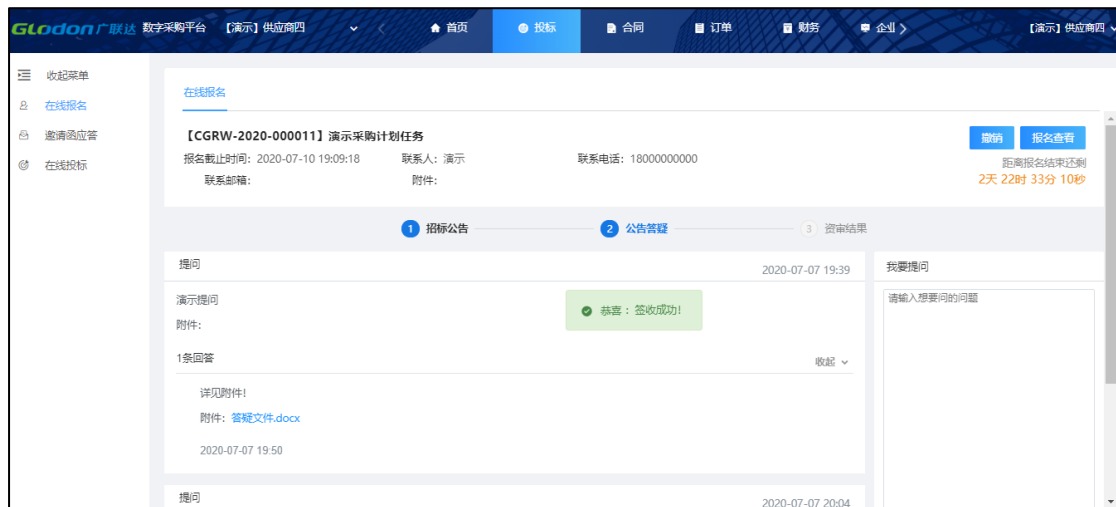 Glodon广联达 数字采购平台 【演示】供应商四 首页 投标 合同 订单 财务 企业 【演示】供应商四
收起菜单
在线报名
邀请函应答
在线投标
在线报名
【CGRW-2020-000011】演示采购计划任务 撤销 报名查看
报名截止时间: 2020-07-10 19:09:18 联系人: 演示 联系电话: 18000000000 距离报名结束还剩
联系邮箱: 附件: 2天 22时 33分 10秒
1 招标公告 2 公告答疑 3 资审结果
提问 2020-07-07 19:39 我要提问
演示提问 请输入想要问的问题
恭喜：签收成功!
附件:
1条回答 收起
详见附件!
附件: 答疑文件.docx
2020-07-07 19:50
提问 2020-07-07 20:04